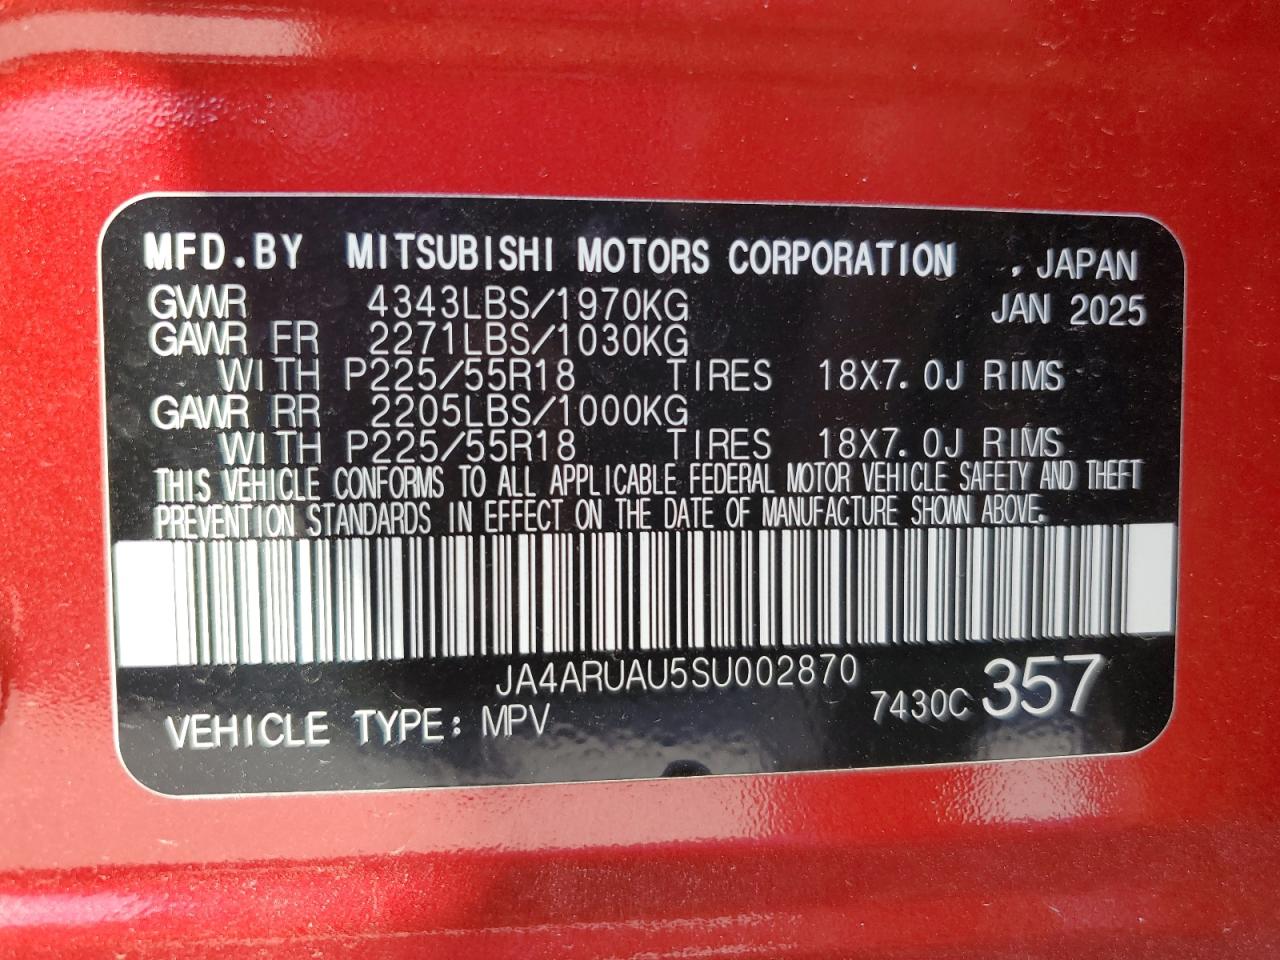 MFD.BY MITSUBISHI MOTORS CORPORATION , JAPAN
GVWR 4343LBS/1970KG JAN 2025
GAWR FR 2271LBS/1030KG
WITH P225/55R18 TIRES 18X7.0J RIMS
GAWR RR 2205LBS/1000KG
WITH P225/55R18 TIRES 18X7.0J RIMS
THIS VEHICLE CONFORMS TO ALL APPLICABLE FEDERAL MOTOR VEHICLE SAFETY AND THEFT
PREVENTION STANDARDS IN EFFECT ON THE DATE OF MANUFACTURE SHOWN ABOVE.
JA4ARUAU5SU002870
VEHICLE TYPE: MPV 7430C 357